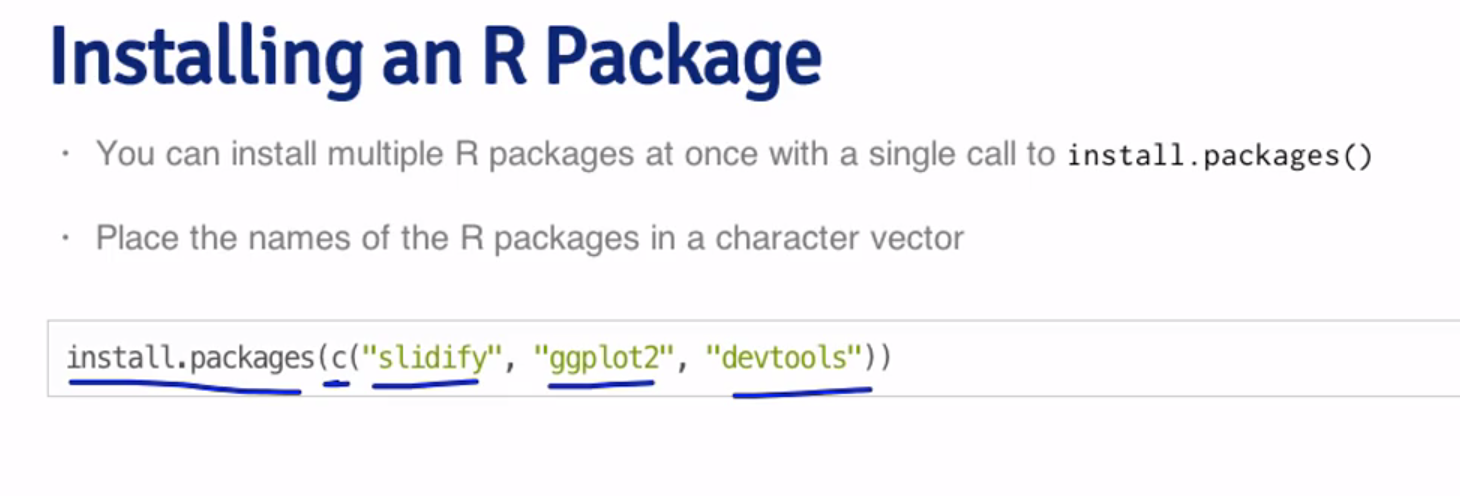 Installing an R Package
· You can install multiple R packages at once with a single call to install.packages()
· Place the names of the R packages in a character vector
install.packages(c("slidify", "ggplot2", "devtools"))